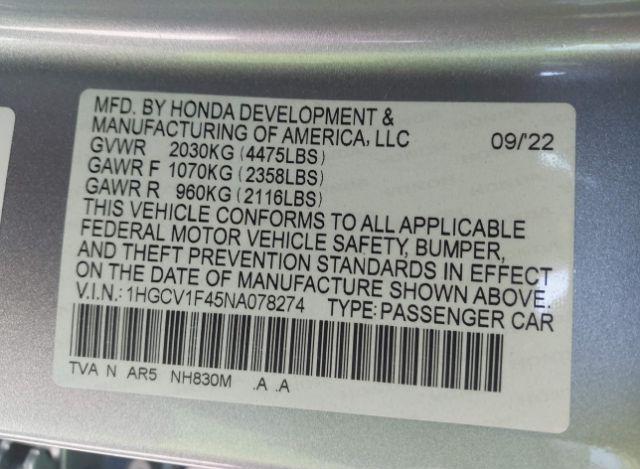 MFD. BY HONDA DEVELOPMENT &
MANUFACTURING OF AMERICA, LLC 09/'22
GVWR 2030KG (4475LBS)
GAWR F 1070KG (2358LBS)
GAWR R 960KG (2116LBS)
THIS VEHICLE CONFORMS TO ALL APPLICABLE
FEDERAL MOTOR VEHICLE SAFETY, BUMPER,
AND THEFT PREVENTION STANDARDS IN EFFECT
ON THE DATE OF MANUFACTURE SHOWN ABOVE.
V.I.N.: 1HGCV1F45NA078274 TYPE: PASSENGER CAR
TVA N AR5 NH830M .A .A